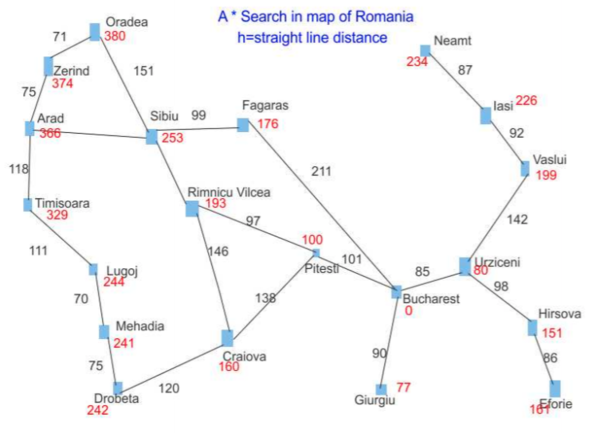 A * Search in map of Romania
h=straight line distance
Oradea
380
71
Zerind
374
151
75
Arad
366
Sibiu
253
99
Fagaras
176
Neamt
234
87
Iasi
226
92
Vaslui
199
118
211
142
Timisoara
329
Rimnicu Vilcea
193
97
146
100
Pitesti
101
111
Lugoj
244
70
Mehadia
241
138
85
Urziceni
80
98
Bucharest
0
Hirsova
151
86
75
Craiova
160
90
120
Drobeta
242
Giurgiu
77
Eforie
161